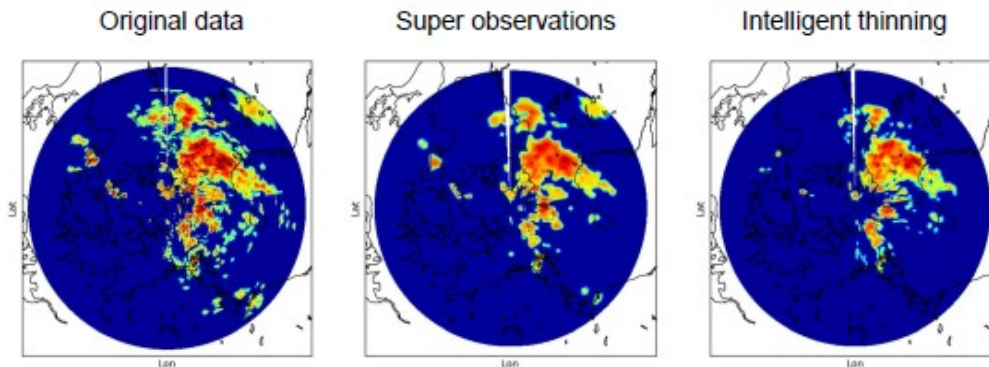 Original data Super observations Intelligent thinning
Lat Lat Lat
Lon Lon Lon